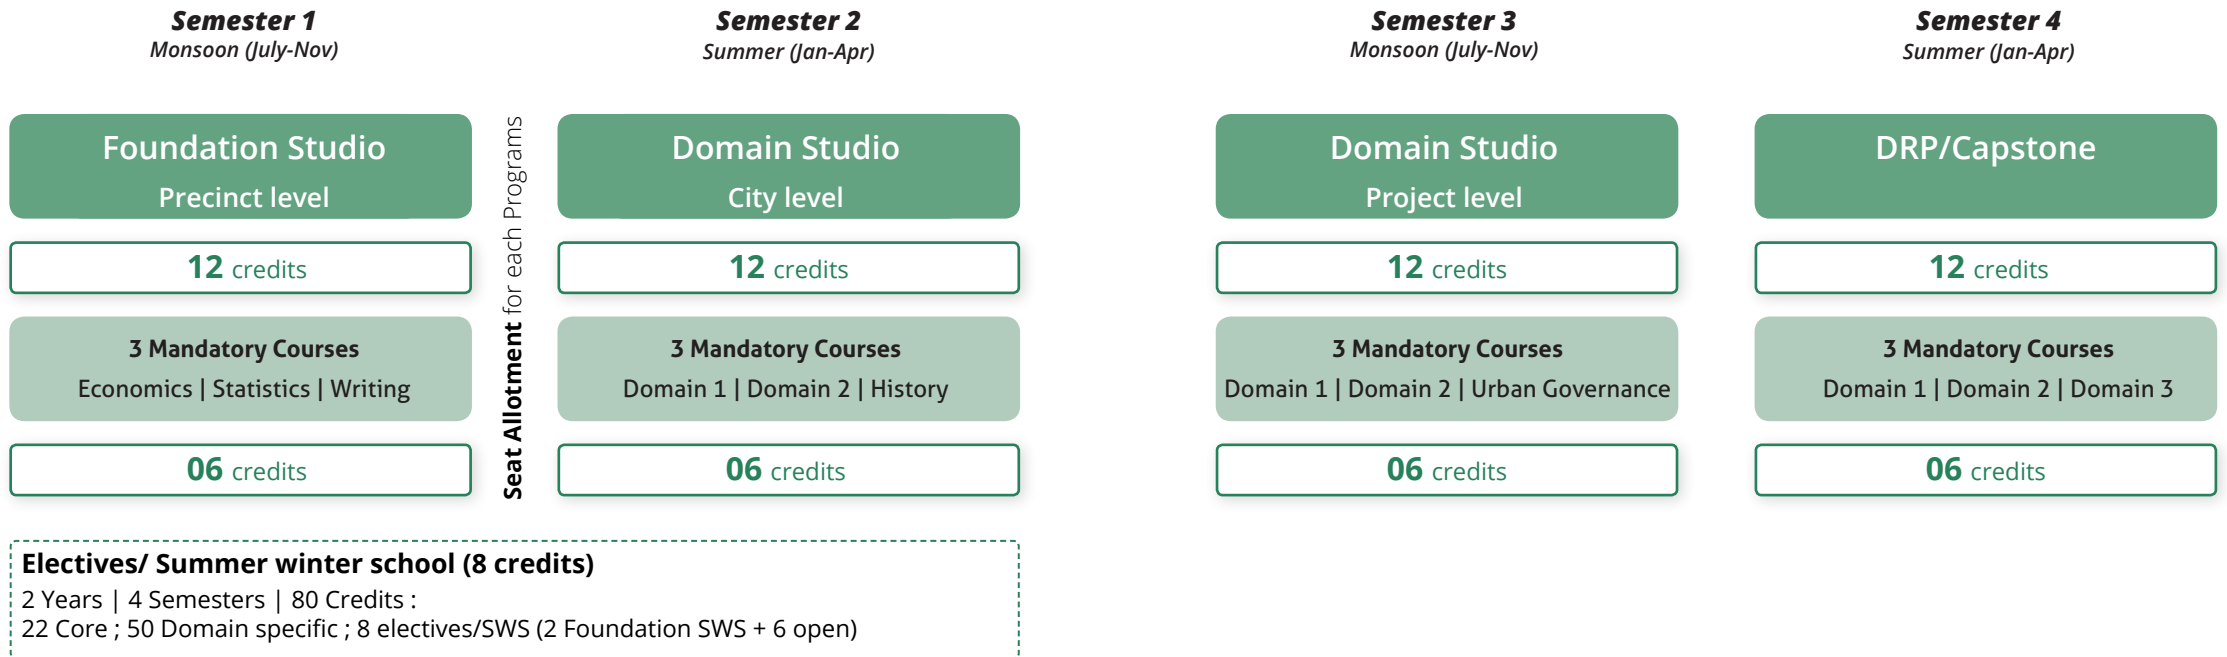 Semester 1
Monsoon (July-Nov)
Foundation Studio
Precinct level
12 credits
3 Mandatory Courses
Economics | Statistics | Writing
06 credits
Seat Allotment for each Programs
Semester 2
Summer (Jan-Apr)
Domain Studio
City level
12 credits
3 Mandatory Courses
Domain 1 | Domain 2 | History
06 credits
Semester 3
Monsoon (July-Nov)
Domain Studio
Project level
12 credits
3 Mandatory Courses
Domain 1 | Domain 2 | Urban Governance
06 credits
Semester 4
Summer (Jan-Apr)
DRP/Capstone
12 credits
3 Mandatory Courses
Domain 1 | Domain 2 | Domain 3
06 credits
Electives/ Summer winter school (8 credits)
2 Years | 4 Semesters | 80 Credits :
22 Core ; 50 Domain specific ; 8 electives/SWS (2 Foundation SWS + 6 open)